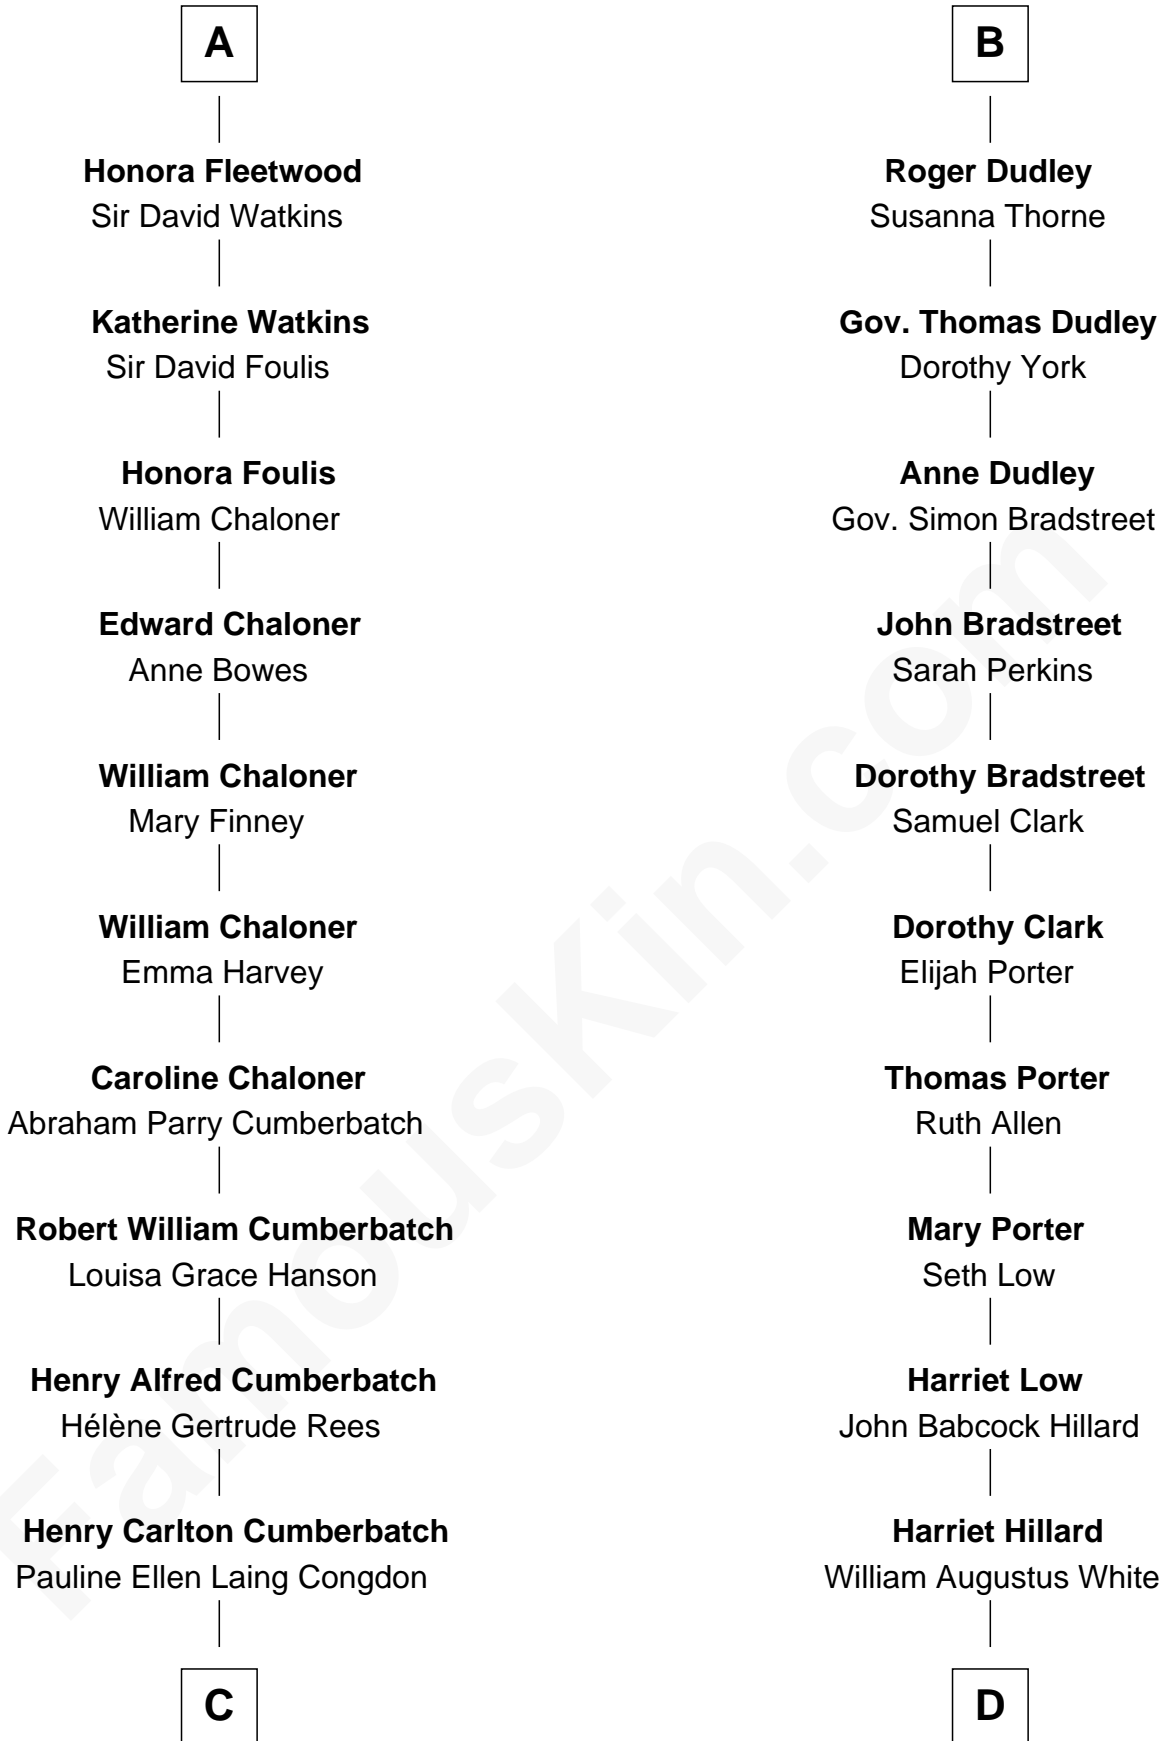 A
Honora Fleetwood
Sir David Watkins
Katherine Watkins
Sir David Foulis
Honora Foulis
William Chaloner
Edward Chaloner
Anne Bowes
William Chaloner
Mary Finney
William Chaloner
Emma Harvey
Caroline Chaloner
Abraham Parry Cumberbatch
Robert William Cumberbatch
Louisa Grace Hanson
Henry Alfred Cumberbatch
Hélène Gertrude Rees
Henry Carlton Cumberbatch
Pauline Ellen Laing Congdon
C
B
Roger Dudley
Susanna Thorne
Gov. Thomas Dudley
Dorothy York
Anne Dudley
Gov. Simon Bradstreet
John Bradstreet
Sarah Perkins
Dorothy Bradstreet
Samuel Clark
Dorothy Clark
Elijah Porter
Thomas Porter
Ruth Allen
Mary Porter
Seth Low
Harriet Low
John Babcock Hillard
Harriet Hillard
William Augustus White
D
FamousKin.com